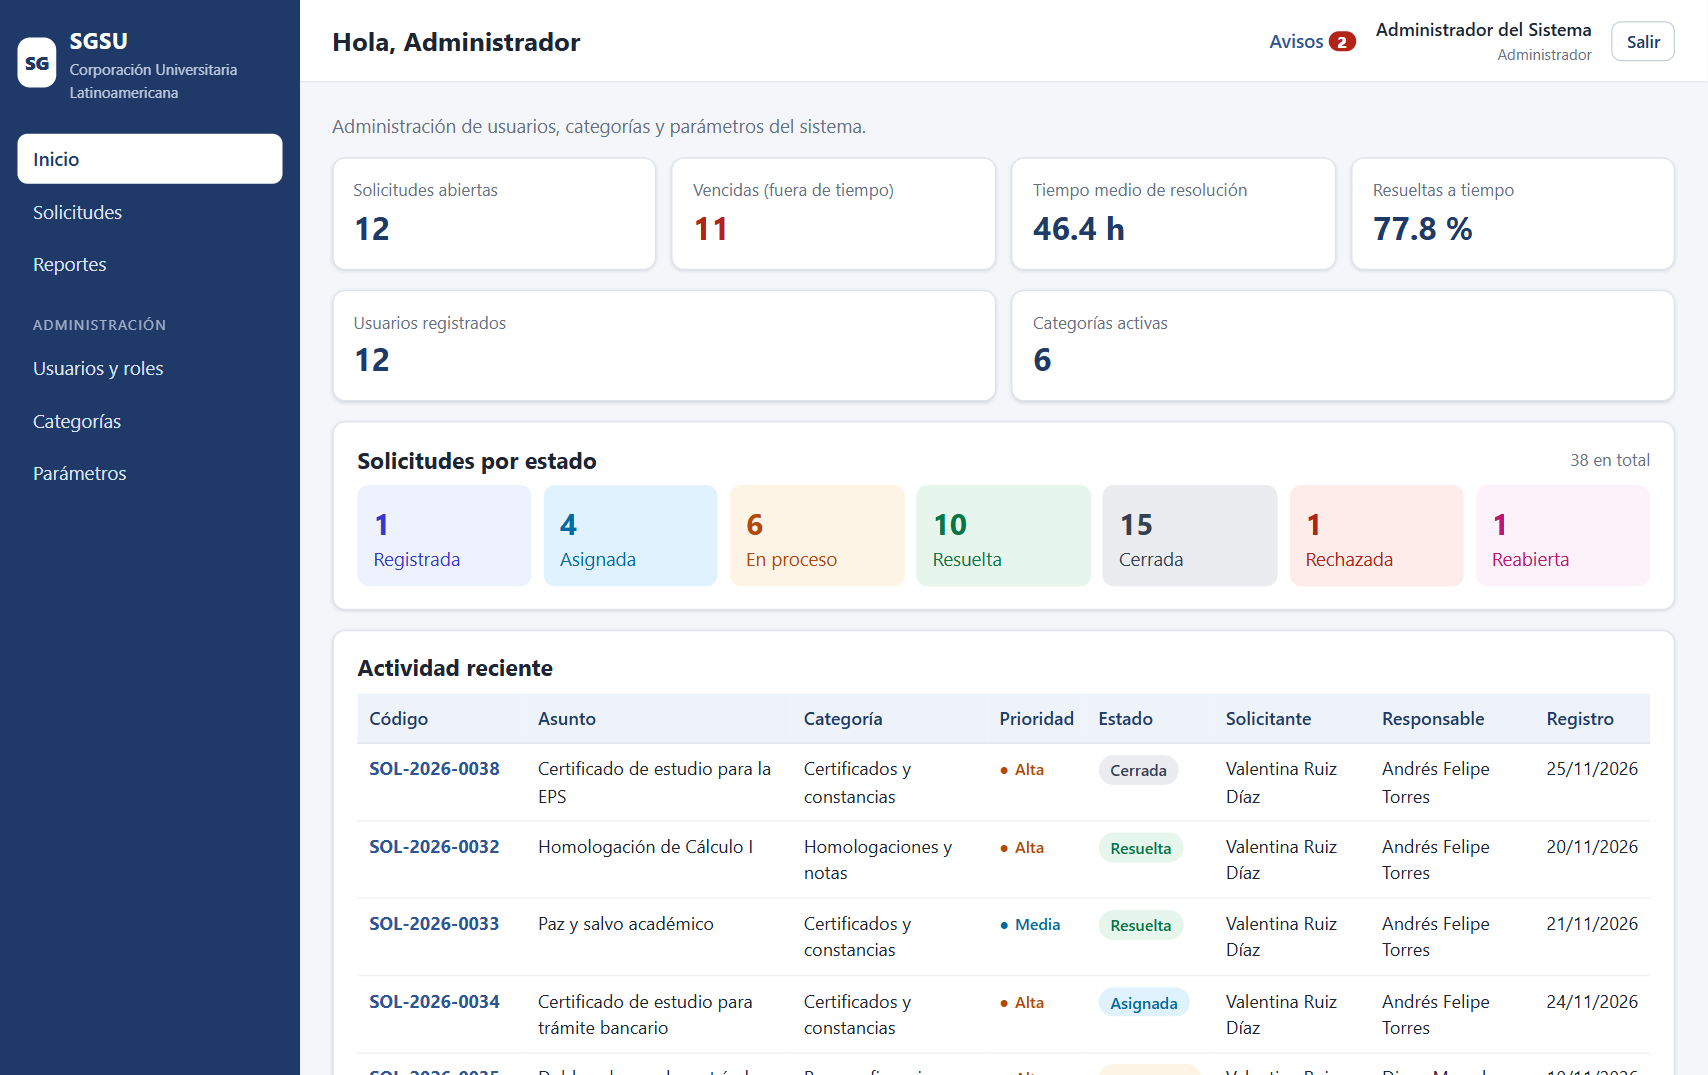 SG
SGSU
Corporación Universitaria
Latinoamericana
Inicio
Solicitudes
Reportes
ADMINISTRACIÓN
Usuarios y roles
Categorías
Parámetros
Hola, Administrador
Avisos 2
Administrador del Sistema
Administrador
Salir
Administración de usuarios, categorías y parámetros del sistema.
Solicitudes abiertas
12
Vencidas (fuera de tiempo)
11
Tiempo medio de resolución
46.4 h
Resueltas a tiempo
77.8 %
Usuarios registrados
12
Categorías activas
6
Solicitudes por estado
38 en total
1
Registrada
4
Asignada
6
En proceso
10
Resuelta
15
Cerrada
1
Rechazada
1
Reabierta
Actividad reciente
Código Asunto Categoría Prioridad Estado Solicitante Responsable Registro
SOL-2026-0038 Certificado de estudio para la Certificados y • Alta Cerrada Valentina Ruiz Andrés Felipe 25/11/2026
EPS constancias Díaz Torres
SOL-2026-0032 Homologación de Cálculo I Homologaciones y • Alta Resuelta Valentina Ruiz Andrés Felipe 20/11/2026
notas Díaz Torres
SOL-2026-0033 Paz y salvo académico Certificados y • Media Resuelta Valentina Ruiz Andrés Felipe 21/11/2026
constancias Díaz Torres
SOL-2026-0034 Certificado de estudio para Certificados y • Alta Asignada Valentina Ruiz Andrés Felipe 24/11/2026
trámite bancario constancias Díaz Torres